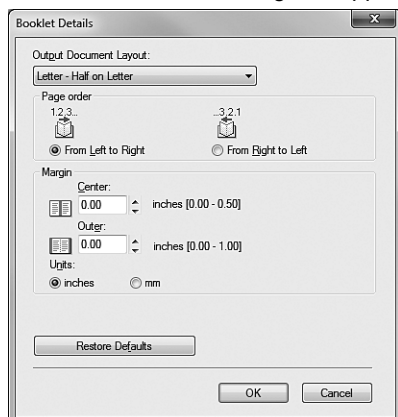 Booklet Details
X
Output Document Layout:
Letter - Half on Letter
Page order
1,2,3... ...3,2,1
From Left to Right From Right to Left
Margin
Center:
0.00 inches [0.00 - 0.50]
Outer:
0.00 inches [0.00 - 1.00]
Units:
inches mm
Restore Defaults
OK Cancel